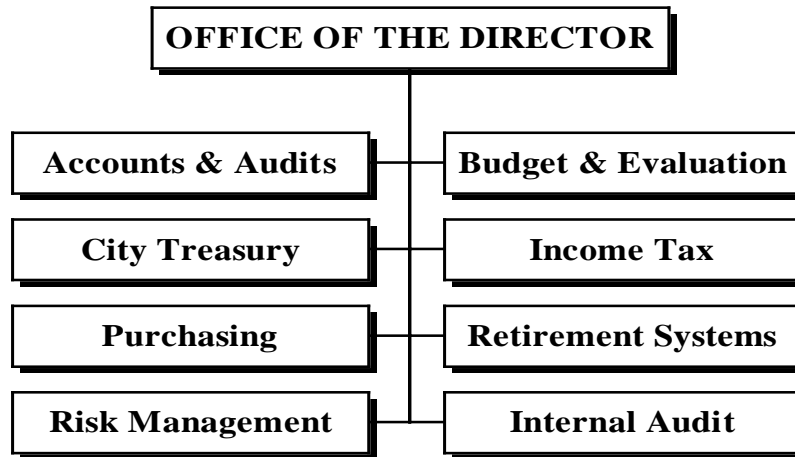 OFFICE OF THE DIRECTOR
Accounts & Audits
Budget & Evaluation
City Treasury
Income Tax
Purchasing
Retirement Systems
Risk Management
Internal Audit